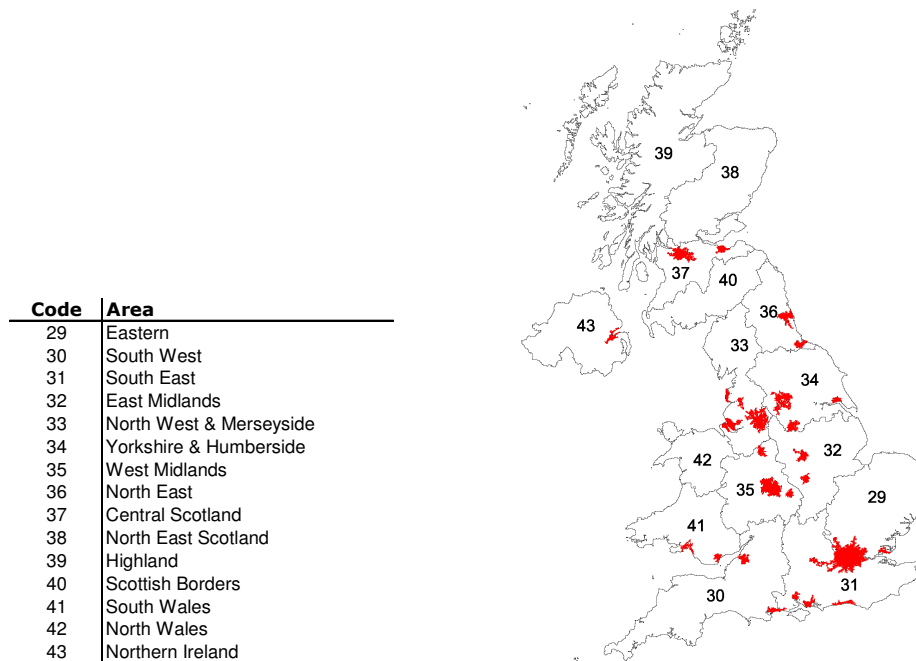 Code Area
29 Eastern
30 South West
31 South East
32 East Midlands
33 North West & Merseyside
34 Yorkshire & Humberside
35 West Midlands
36 North East
37 Central Scotland
38 North East Scotland
39 Highland
40 Scottish Borders
41 South Wales
42 North Wales
43 Northern Ireland
39
38
37
40
43
36
33
34
42
32
35
29
41
31
30